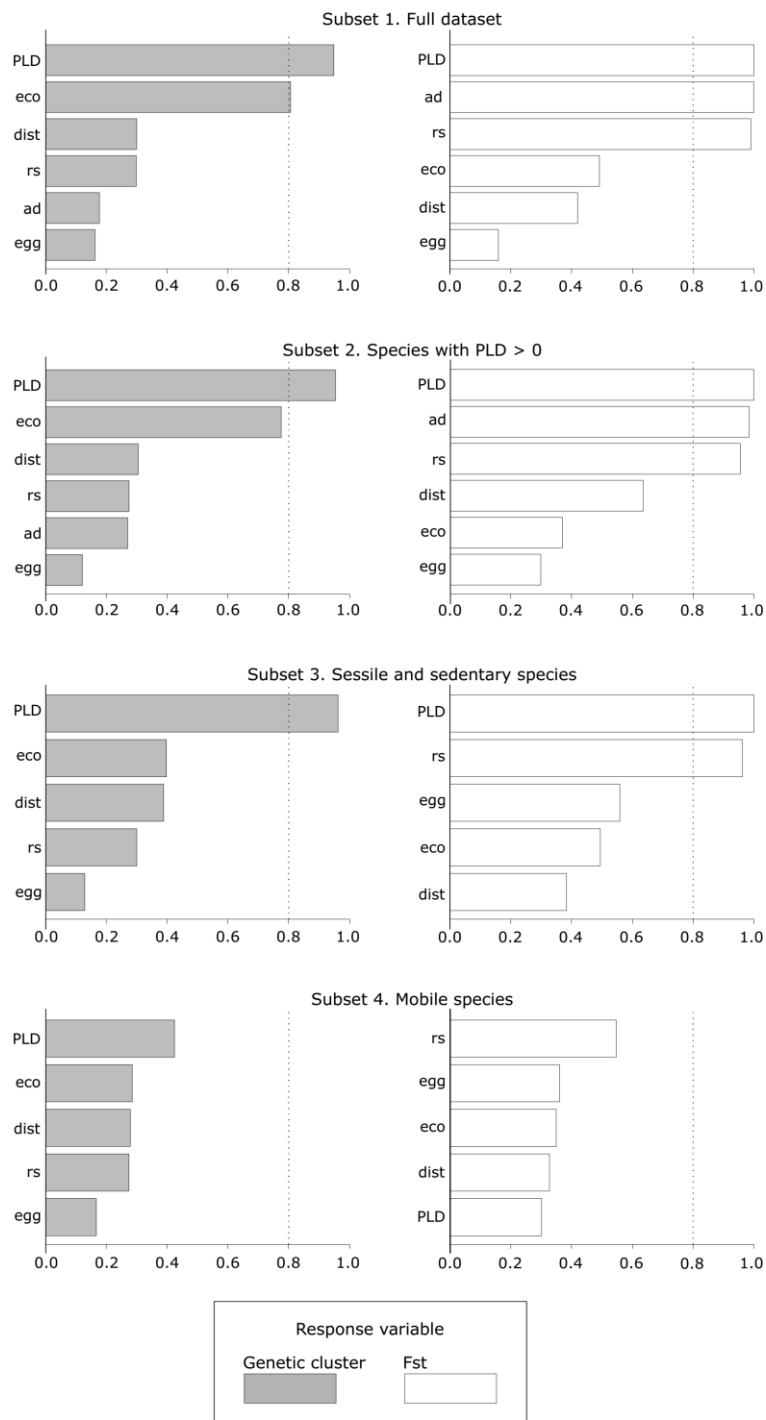 Subset 1. Full dataset
PLD
eco
dist
rs
ad
egg
0.0 0.2 0.4 0.6 0.8 1.0
PLD
ad
rs
eco
dist
egg
0.0 0.2 0.4 0.6 0.8 1.0
Subset 2. Species with PLD > 0
PLD
eco
dist
rs
ad
egg
0.0 0.2 0.4 0.6 0.8 1.0
PLD
ad
rs
dist
eco
egg
0.0 0.2 0.4 0.6 0.8 1.0
Subset 3. Sessile and sedentary species
PLD
eco
dist
rs
egg
0.0 0.2 0.4 0.6 0.8 1.0
PLD
rs
egg
eco
dist
0.0 0.2 0.4 0.6 0.8 1.0
Subset 4. Mobile species
PLD
eco
dist
rs
egg
0.0 0.2 0.4 0.6 0.8 1.0
rs
egg
eco
dist
PLD
0.0 0.2 0.4 0.6 0.8 1.0
Response variable
Genetic cluster Fst